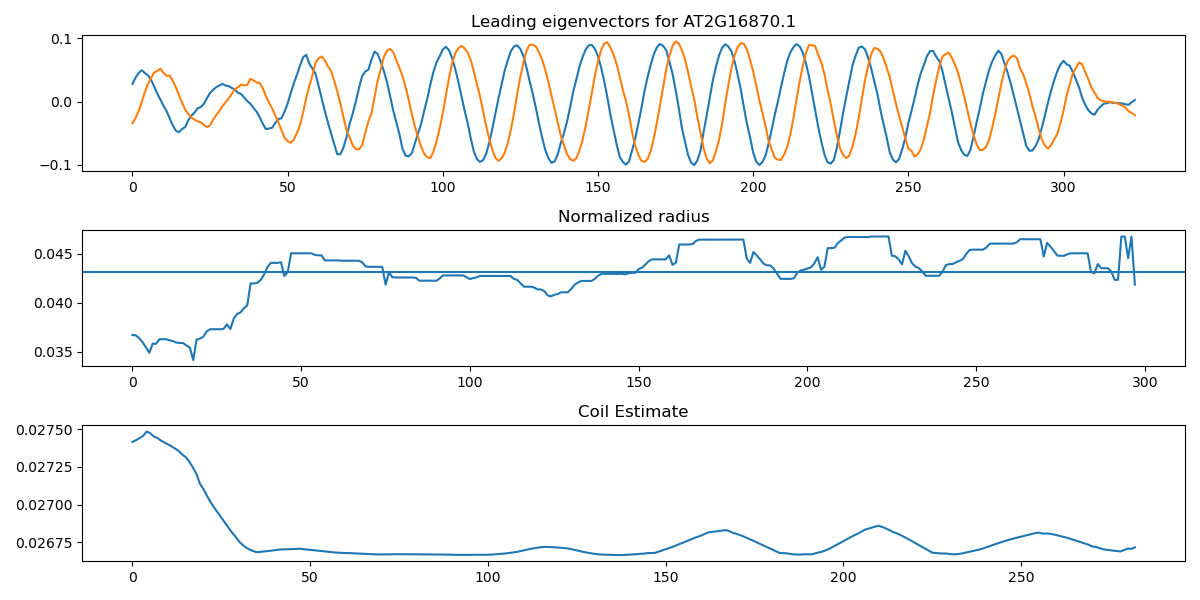 Leading eigenvectors for AT2G16870.1
0.1
0.0
−0.1
0 50 100 150 200 250 300
Normalized radius
0.045
0.040
0.035
0 50 100 150 200 250 300
Coil Estimate
0.02750
0.02725
0.02700
0.02675
0 50 100 150 200 250